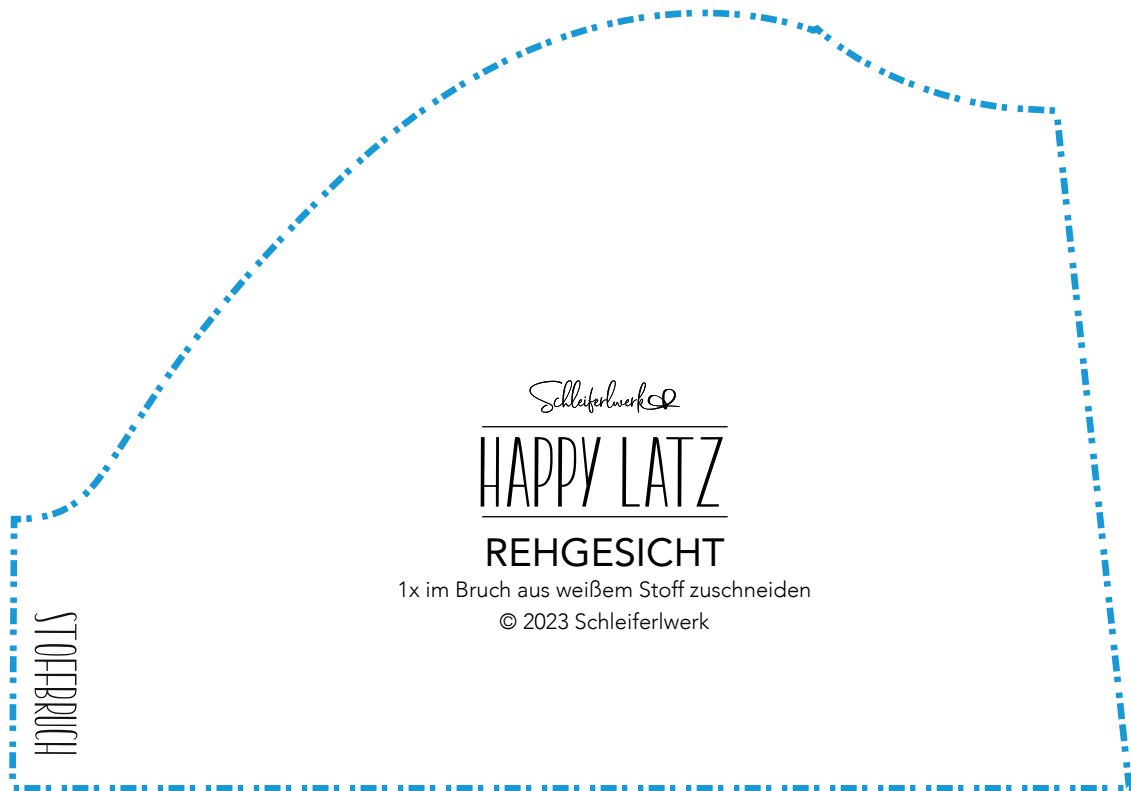 Schleiferlwerk
HAPPY LATZ
REHGESICHT
1x im Bruch aus weißem Stoff zuschneiden
© 2023 Schleiferlwerk
STOFFBRUCH